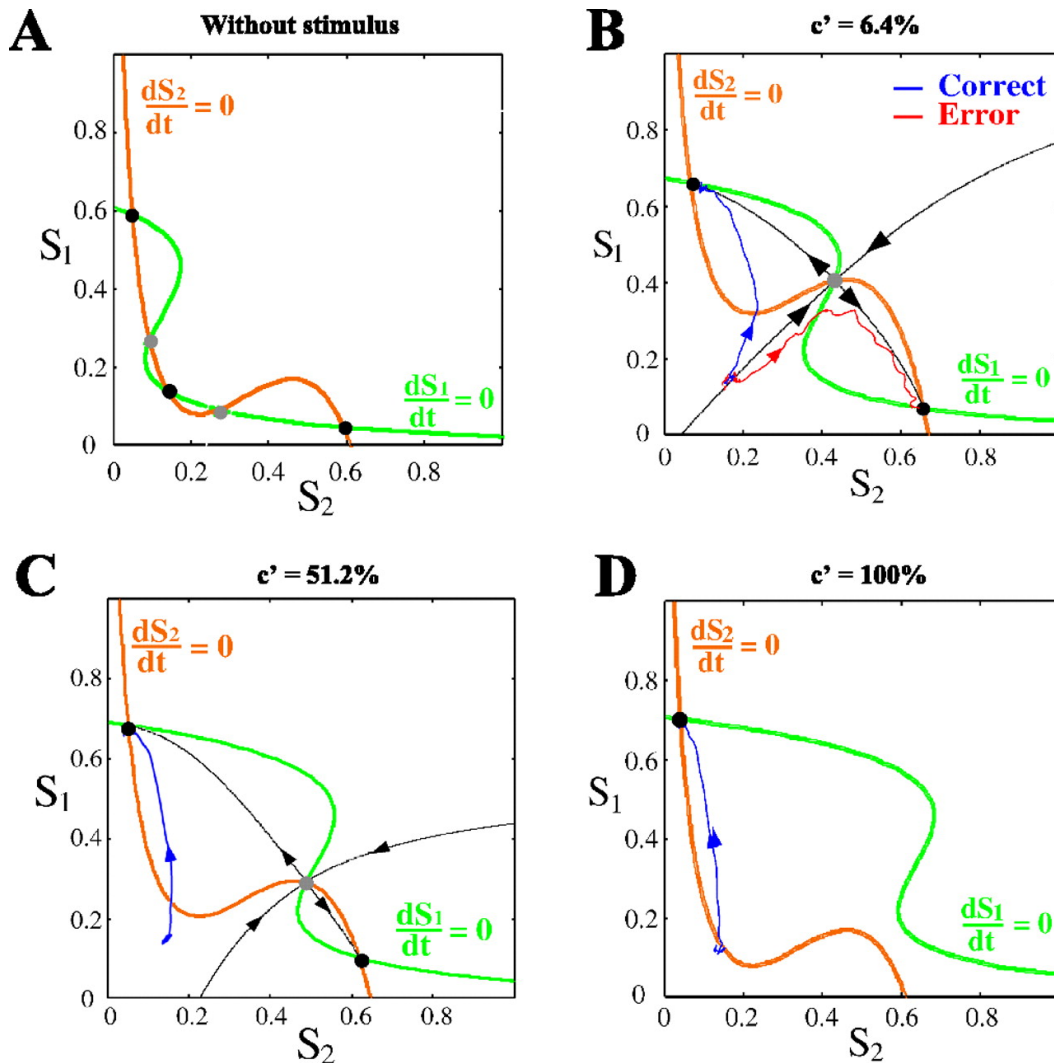 A
Without stimulus
dS2/dt = 0
0.8
0.6
S1
0.4
0.2
dS1/dt = 0
0
0 0.2 0.4 0.6 0.8
S2
B
c' = 6.4%
dS2/dt = 0
Correct
Error
0.8
0.6
S1
0.4
0.2
dS1/dt = 0
0
0 0.2 0.4 0.6 0.8
S2
C
c' = 51.2%
dS2/dt = 0
0.8
0.6
S1
0.4
0.2
dS1/dt = 0
0
0 0.2 0.4 0.6 0.8
S2
D
c' = 100%
dS2/dt = 0
0.8
0.6
S1
0.4
0.2
dS1/dt = 0
0
0 0.2 0.4 0.6 0.8
S2